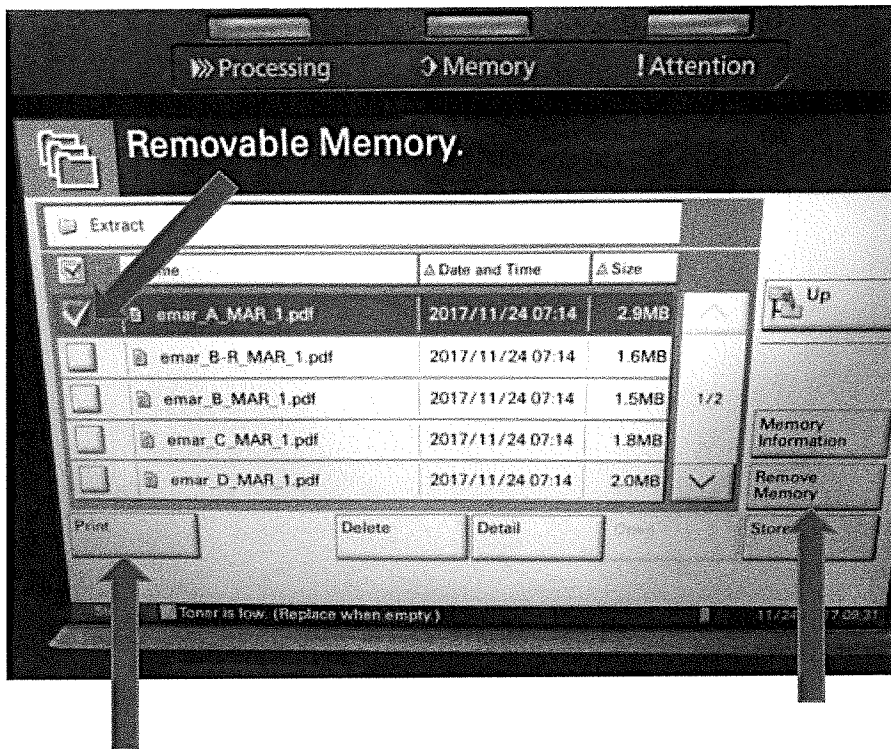 Processing Memory !Attention
Removable Memory.
Extract
Date and Time Size
emar_A_MAR_1.pdf 2017/11/24 07:14 2.9MB
Up
emar_B-R_MAR_1.pdf 2017/11/24 07:14 1.6MB
emar_B_MAR_1.pdf 2017/11/24 07:14 1.5MB 1/2
emar_C_MAR_1.pdf 2017/11/24 07:14 1.8MB
Memory
Information
emar_D_MAR_1.pdf 2017/11/24 07:14 2.0MB
Remove
Memory
Print Delete Detail
Toner is low. (Replace when empty.)